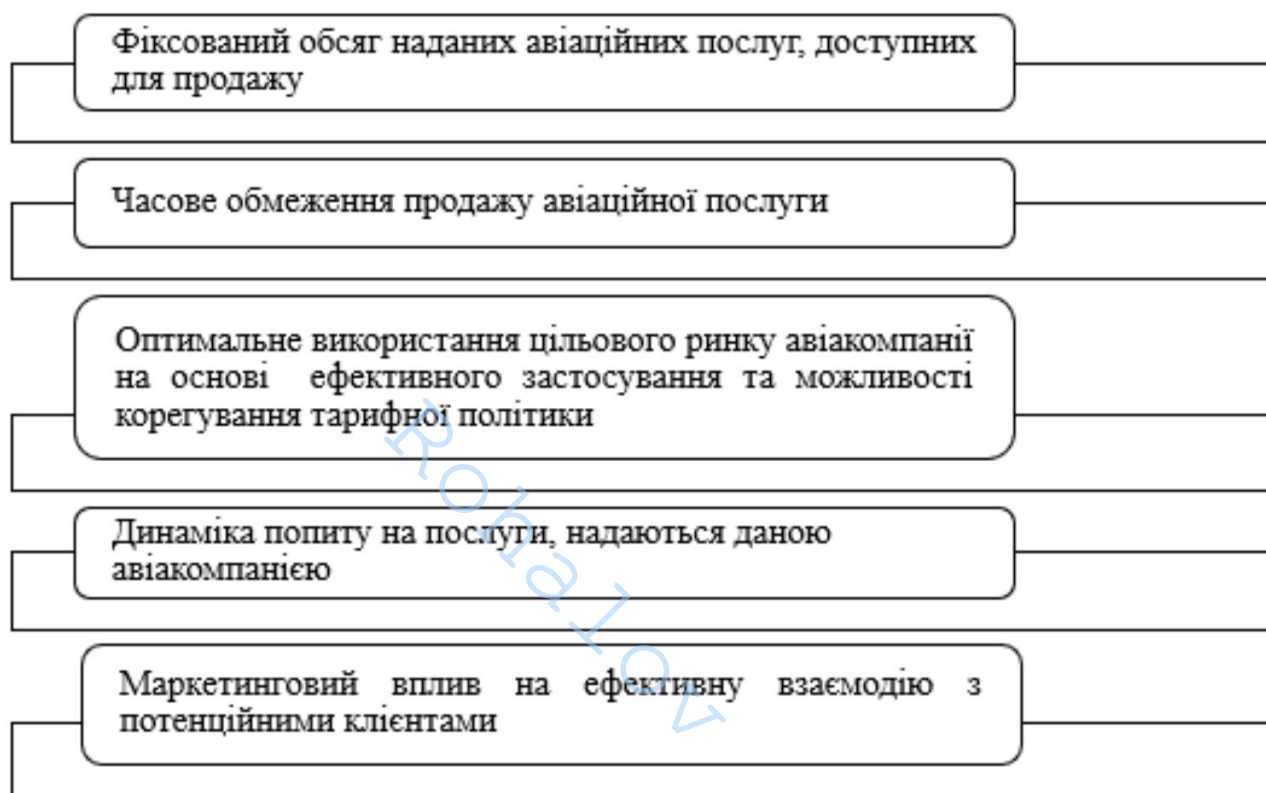 Фіксований обсяг наданих авіаційних послуг, доступних
для продажу
Часове обмеження продажу авіаційної послуги
Оптимальне використання цільового ринку авіакомпанії
на основі ефективного застосування та можливості
корегування тарифної політики
Динаміка попиту на послуги, надаються даною
авіакомпанією
Маркетинговий вплив на ефективну взаємодію з
потенційними клієнтами
Rohalov